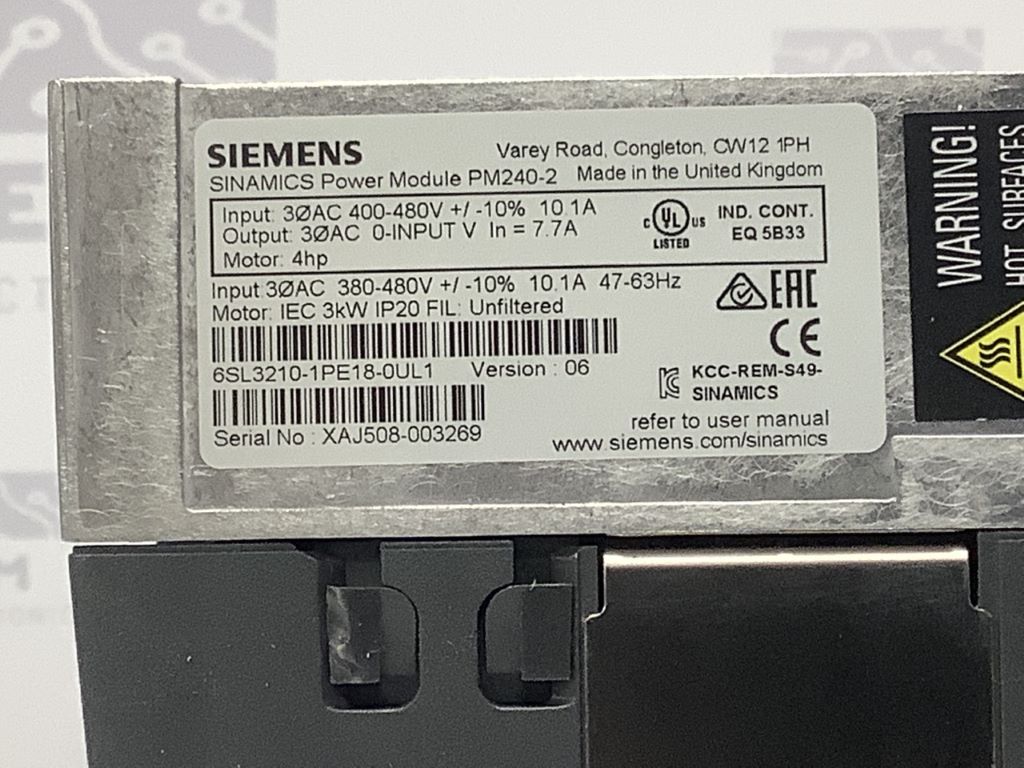 SIEMENS
Varey Road, Congleton, CW12 1PH
SINAMICS Power Module PM240-2 Made in the United Kingdom
Input: 3ØAC 400-480V +/ -10% 10.1A
Output: 3ØAC 0-INPUT V In = 7.7A
Motor: 4hp
c UL us
LISTED
IND. CONT.
EQ 5B33
Input 3ØAC 380-480V +/ -10% 10.1A 47-63Hz
Motor: IEC 3kW IP20 FIL: Unfiltered
EAC
CE
6SL3210-1PE18-0UL1 Version : 06
KCC-REM-S49-
SINAMICS
Serial No : XAJ508-003269
refer to user manual
www.siemens.com/sinamics
WARNING!
HOT SURFACES